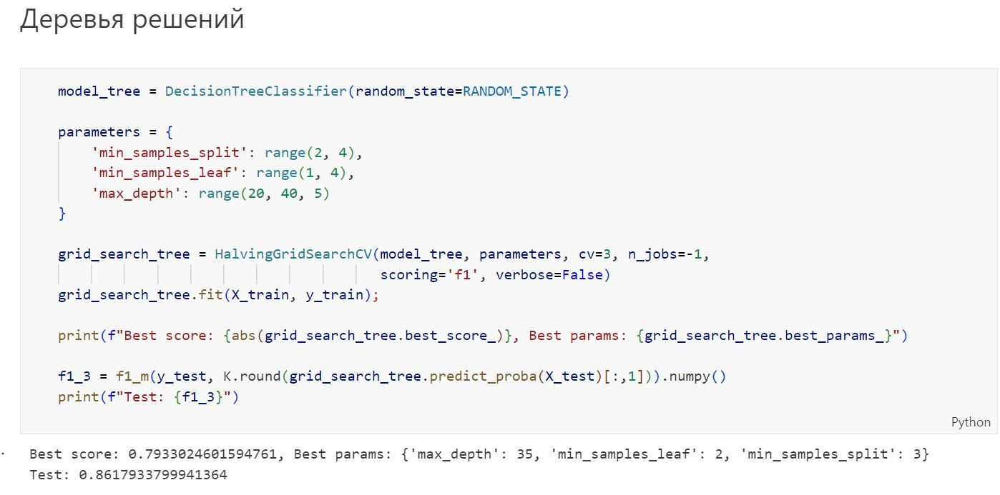 Деревья решений
model_tree = DecisionTreeClassifier(random_state=RANDOM_STATE)
parameters = {
    'min_samples_split': range(2, 4),
    'min_samples_leaf': range(1, 4),
    'max_depth': range(20, 40, 5)
}
grid_search_tree = HalvingGridSearchCV(model_tree, parameters, cv=3, n_jobs=-1,
                                       scoring='f1', verbose=False)
grid_search_tree.fit(X_train, y_train);
print(f"Best score: {abs(grid_search_tree.best_score_)}, Best params: {grid_search_tree.best_params_}")
f1_3 = f1_m(y_test, K.round(grid_search_tree.predict_proba(X_test)[:,1])).numpy()
print(f"Test: {f1_3}")
Python
Best score: 0.7933024601594761, Best params: {'max_depth': 35, 'min_samples_leaf': 2, 'min_samples_split': 3}
Test: 0.8617933799941364